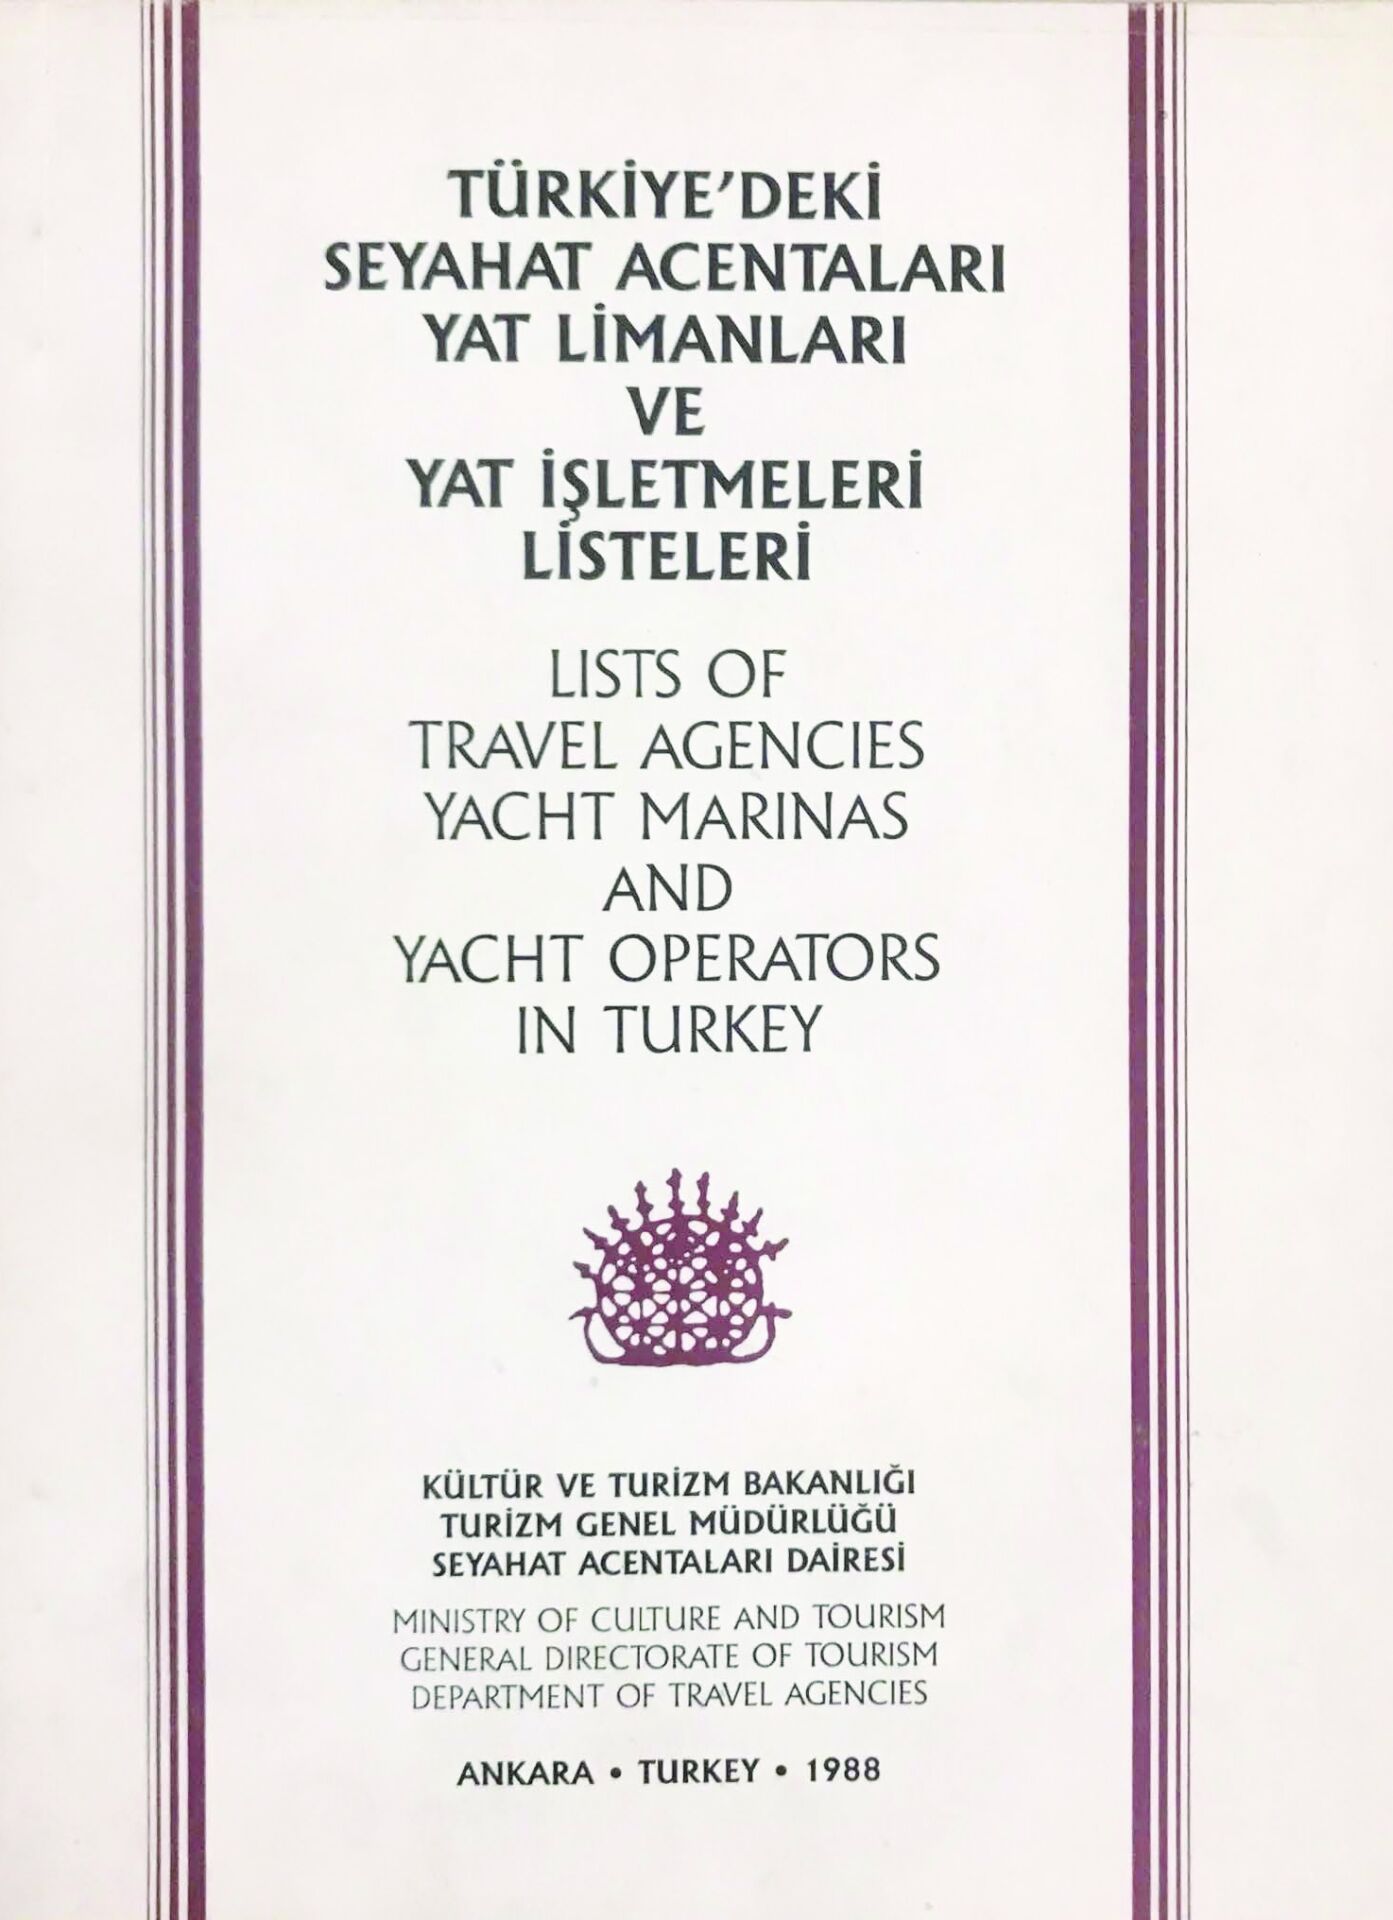 TÜRKİYE'DEKİ
SEYAHAT ACENTALARI
YAT LİMANLARI
VE
YAT İŞLETMELERİ
LİSTELERİ
LISTS OF
TRAVEL AGENCIES
YACHT MARINAS
AND
YACHT OPERATORS
IN TURKEY
KÜLTÜR VE TURİZM BAKANLIĞI
TURİZM GENEL MÜDÜRLÜĞÜ
SEYAHAT ACENTALARI DAİRESİ
MINISTRY OF CULTURE AND TOURISM
GENERAL DIRECTORATE OF TOURISM
DEPARTMENT OF TRAVEL AGENCIES
ANKARA • TURKEY • 1988